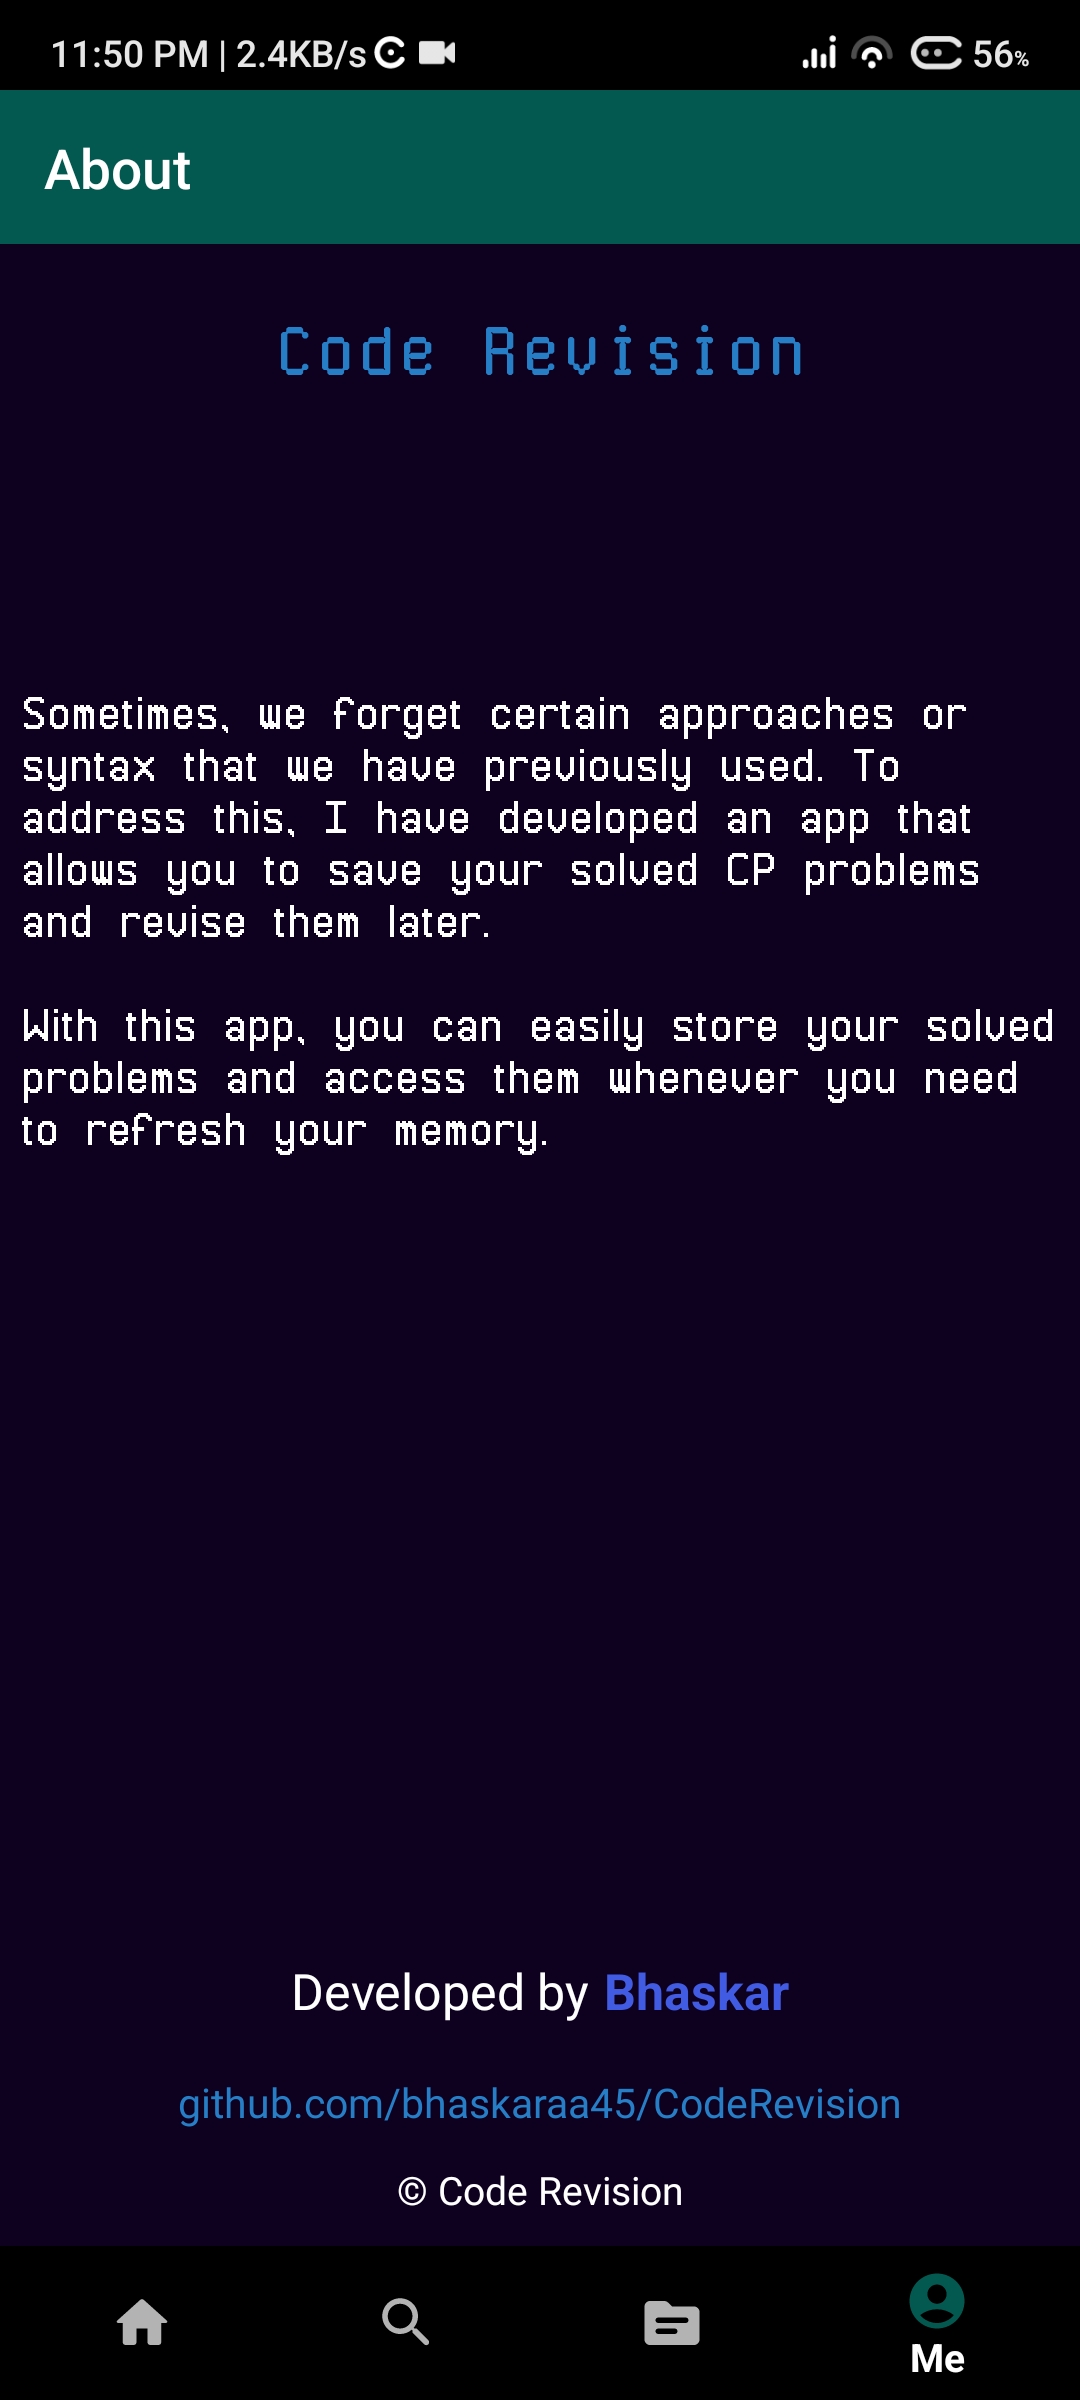 11:50 PM | 2.4KB/s 56%
About
Code Revision
Sometimes, we forget certain approaches or
syntax that we have previously used. To
address this, I have developed an app that
allows you to save your solved CP problems
and revise them later.
With this app, you can easily store your solved
problems and access them whenever you need
to refresh your memory.
Developed by Bhaskar
github.com/bhaskaraa45/CodeRevision
© Code Revision
Me